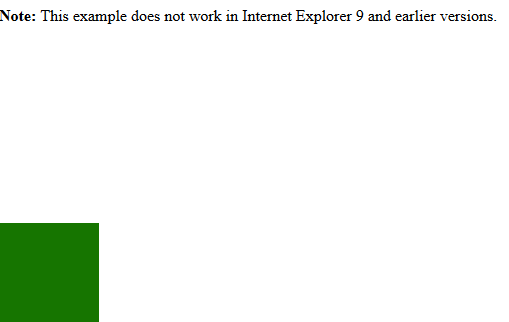 Note: This example does not work in Internet Explorer 9 and earlier versions.